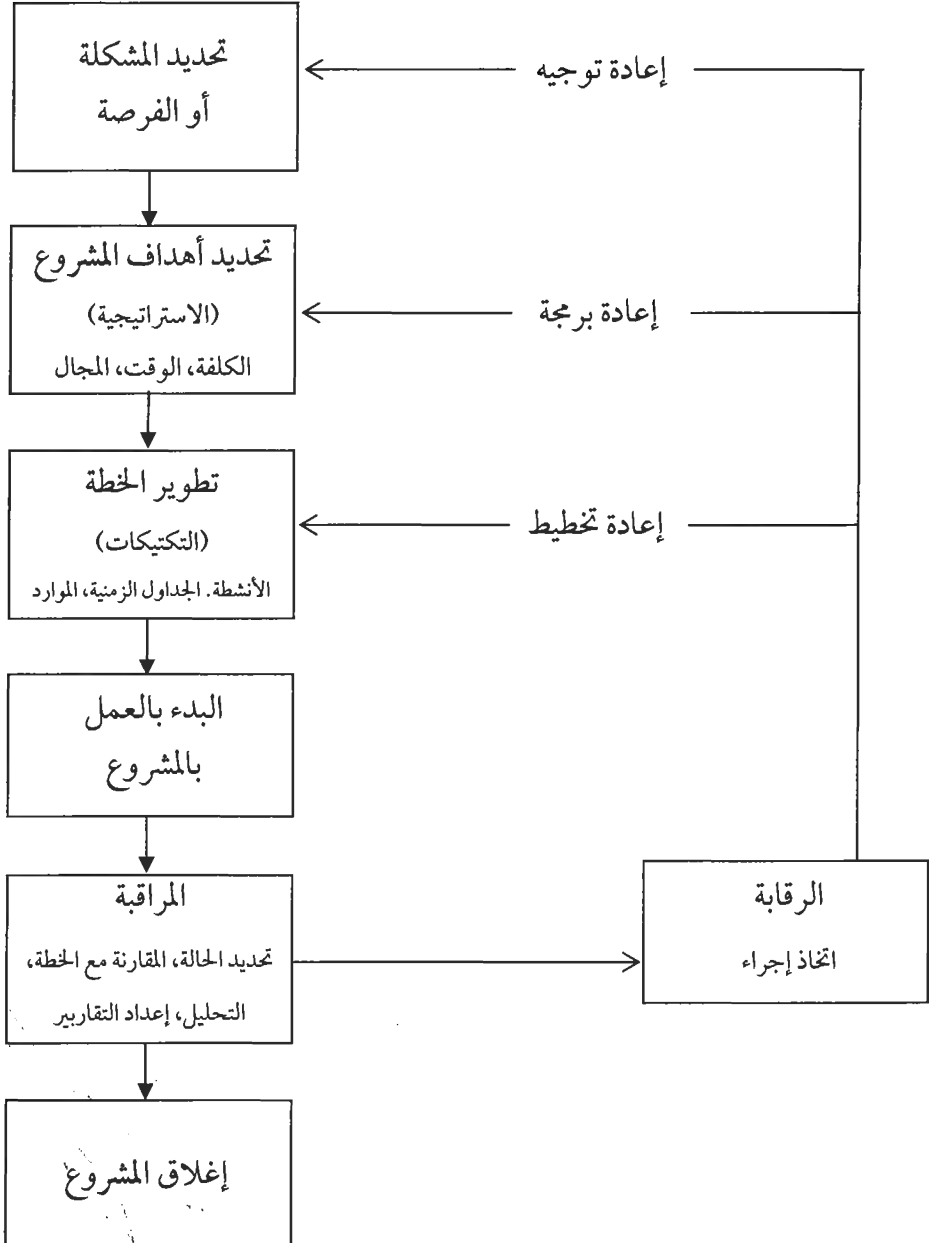 تحديد المشكلة
أو الفرصة
إعادة توجيه
تحديد أهداف المشروع
(الاستراتيجية)
الكلفة، الوقت، المجال
إعادة برمجة
تطوير الخطة
(التكتيكات)
الأنشطة. الجداول الزمنية، الموارد
إعادة تخطيط
البدء بالعمل
بالمشروع
المراقبة
تحديد الحالة، المقارنة مع الخطة،
التحليل، إعداد التقاربير
الرقابة
اتخاذ إجراء
إغلاق المشروع